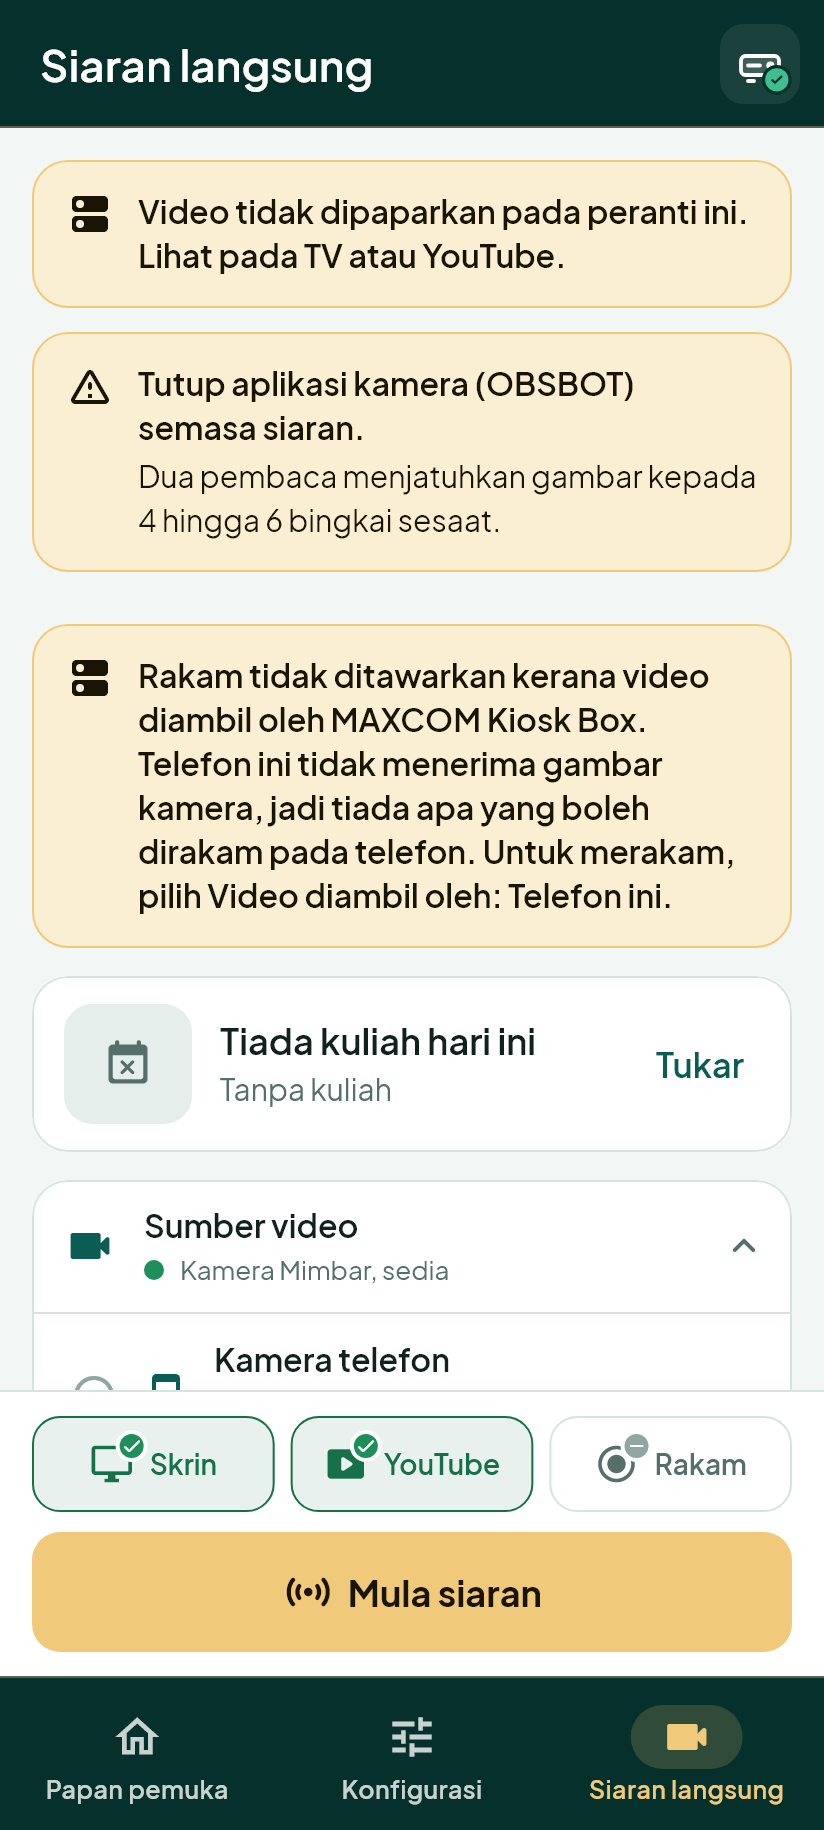 Siaran langsung
Video tidak dipaparkan pada peranti ini.
Lihat pada TV atau YouTube.
Tutup aplikasi kamera (OBSBOT)
semasa siaran.
Dua pembaca menjatuhkan gambar kepada
4 hingga 6 bingkai sesaat.
Rakam tidak ditawarkan kerana video
diambil oleh MAXCOM Kiosk Box.
Telefon ini tidak menerima gambar
kamera, jadi tiada apa yang boleh
dirakam pada telefon. Untuk merakam,
pilih Video diambil oleh: Telefon ini.
Tiada kuliah hari ini
Tanpa kuliah
Tukar
Sumber video
Kamera Mimbar, sedia
Kamera telefon
Skrin
YouTube
Rakam
Mula siaran
Papan pemuka
Konfigurasi
Siaran langsung